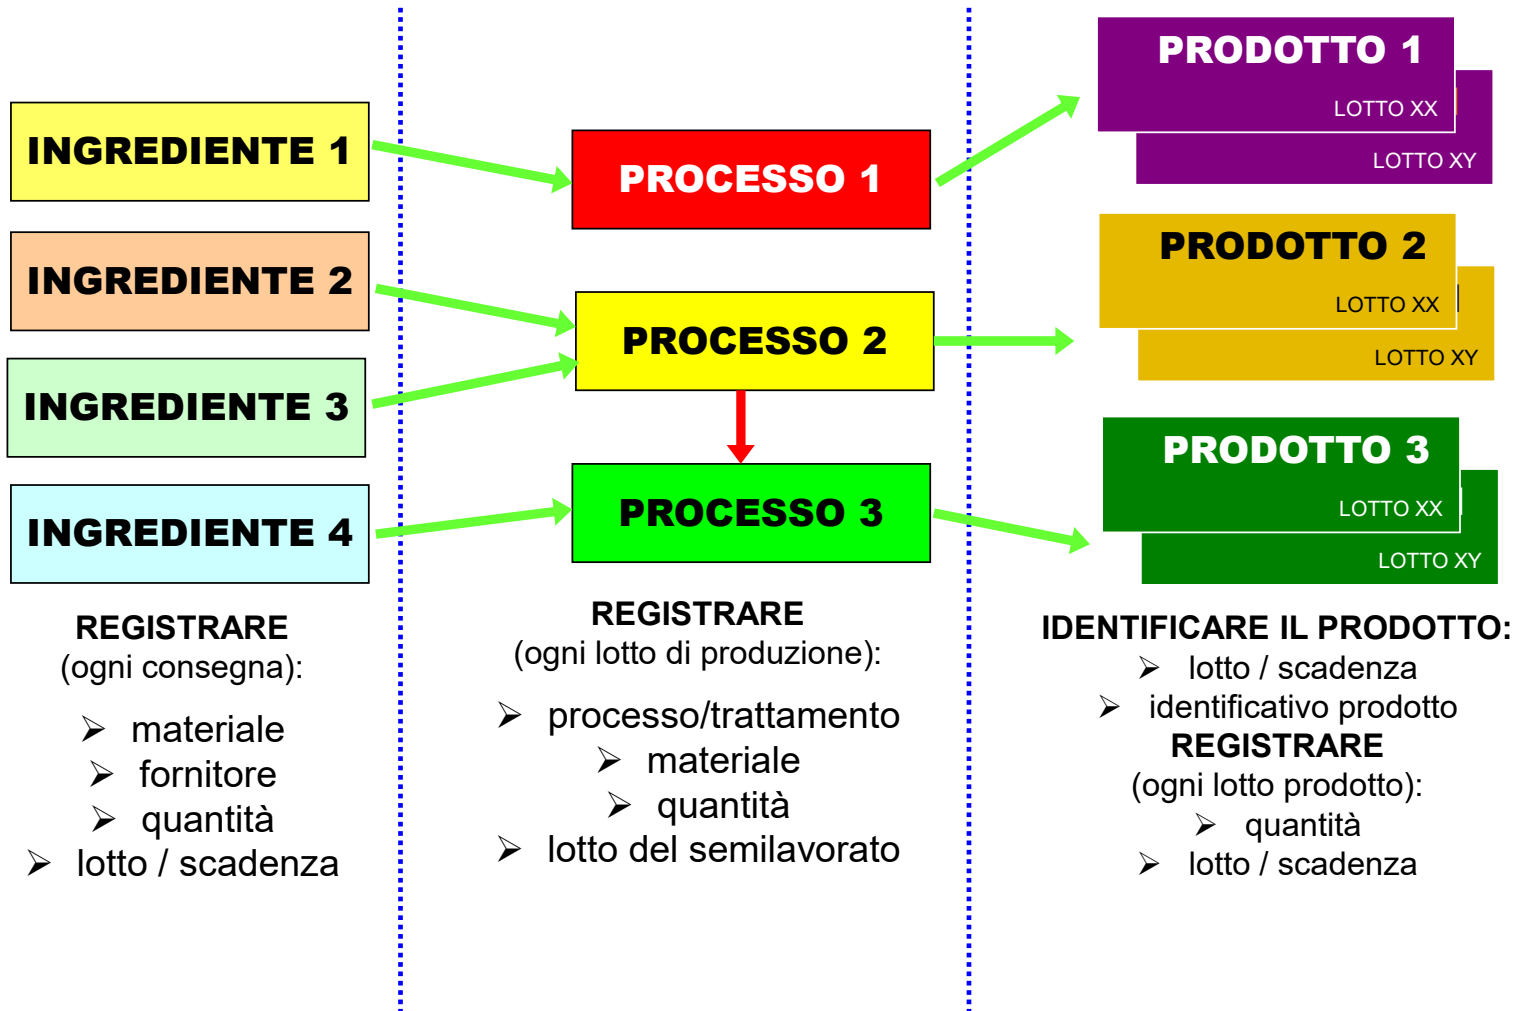 INGREDIENTE 1
INGREDIENTE 2
INGREDIENTE 3
INGREDIENTE 4
REGISTRARE
(ogni consegna):
➢ materiale
➢ fornitore
➢ quantità
➢ lotto / scadenza
PROCESSO 1
PROCESSO 2
PROCESSO 3
REGISTRARE
(ogni lotto di produzione):
➢ processo/trattamento
➢ materiale
➢ quantità
➢ lotto del semilavorato
PRODOTTO 1
LOTTO XX
LOTTO XY
PRODOTTO 2
LOTTO XX
LOTTO XY
PRODOTTO 3
LOTTO XX
LOTTO XY
IDENTIFICARE IL PRODOTTO:
➢ lotto / scadenza
➢ identificativo prodotto
REGISTRARE
(ogni lotto prodotto):
➢ quantità
➢ lotto / scadenza